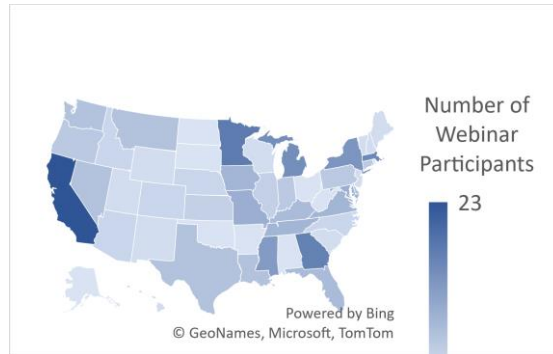 Number of
Webinar
Participants
23
Powered by Bing
© GeoNames, Microsoft, TomTom